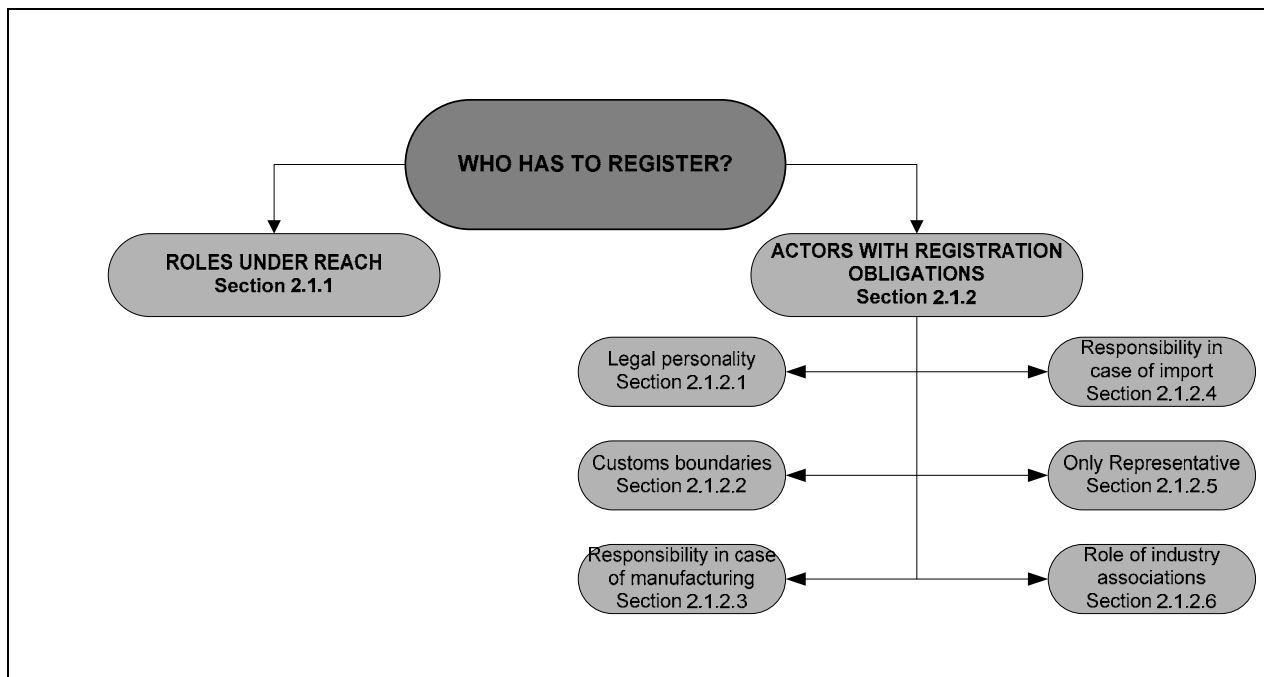 WHO HAS TO REGISTER?
ROLES UNDER REACH
Section 2.1.1
ACTORS WITH REGISTRATION
OBLIGATIONS
Section 2.1.2
Legal personality
Section 2.1.2.1
Responsibility in
case of import
Section 2.1.2.4
Customs boundaries
Section 2.1.2.2
Only Representative
Section 2.1.2.5
Responsibility in case
of manufacturing
Section 2.1.2.3
Role of industry
associations
Section 2.1.2.6